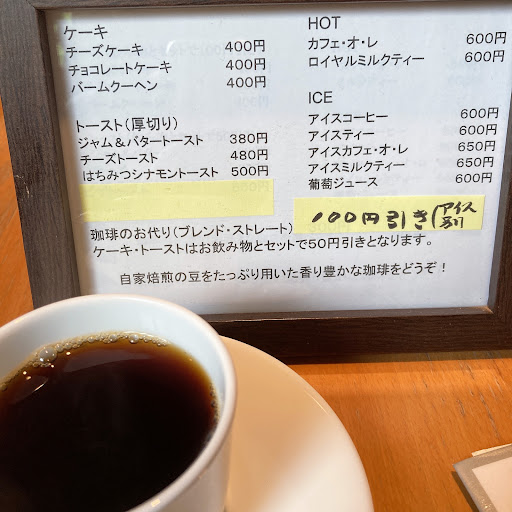 ケーキ
チーズケーキ 400円
チョコレートケーキ 400円
バームクーヘン 400円
トースト(厚切り)
ジャム&バタートースト 380円
チーズトースト 480円
はちみつシナモントースト 500円
HOT
カフェ・オ・レ 600円
ロイヤルミルクティー 600円
ICE
アイスコーヒー 600円
アイスティー 600円
アイスカフェ・オ・レ 650円
アイスミルクティー 650円
葡萄ジュース 600円
珈琲のお代り(ブレンド・ストレート) 100円引き(アイス別)
ケーキ・トーストはお飲み物とセットで50円引きとなります。
自家焙煎の豆をたっぷり用いた香り豊かな珈琲をどうぞ!